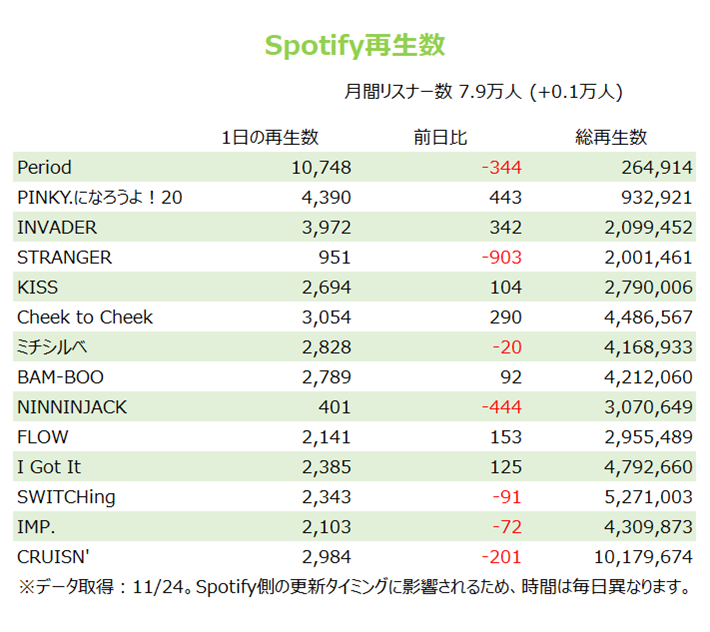 Spotify再生数
月間リスナー数 7.9万人 (+0.1万人)
1日の再生数 前日比 総再生数
Period 10,748 -344 264,914
PINKY.になろうよ！20 4,390 443 932,921
INVADER 3,972 342 2,099,452
STRANGER 951 -903 2,001,461
KISS 2,694 104 2,790,006
Cheek to Cheek 3,054 290 4,486,567
ミチシルベ 2,828 -20 4,168,933
BAM-BOO 2,789 92 4,212,060
NINNINJACK 401 -444 3,070,649
FLOW 2,141 153 2,955,489
I Got It 2,385 125 4,792,660
SWITCHing 2,343 -91 5,271,003
IMP. 2,103 -72 4,309,873
CRUISN' 2,984 -201 10,179,674
※データ取得：11/24。Spotify側の更新タイミングに影響されるため、時間は毎日異なります。